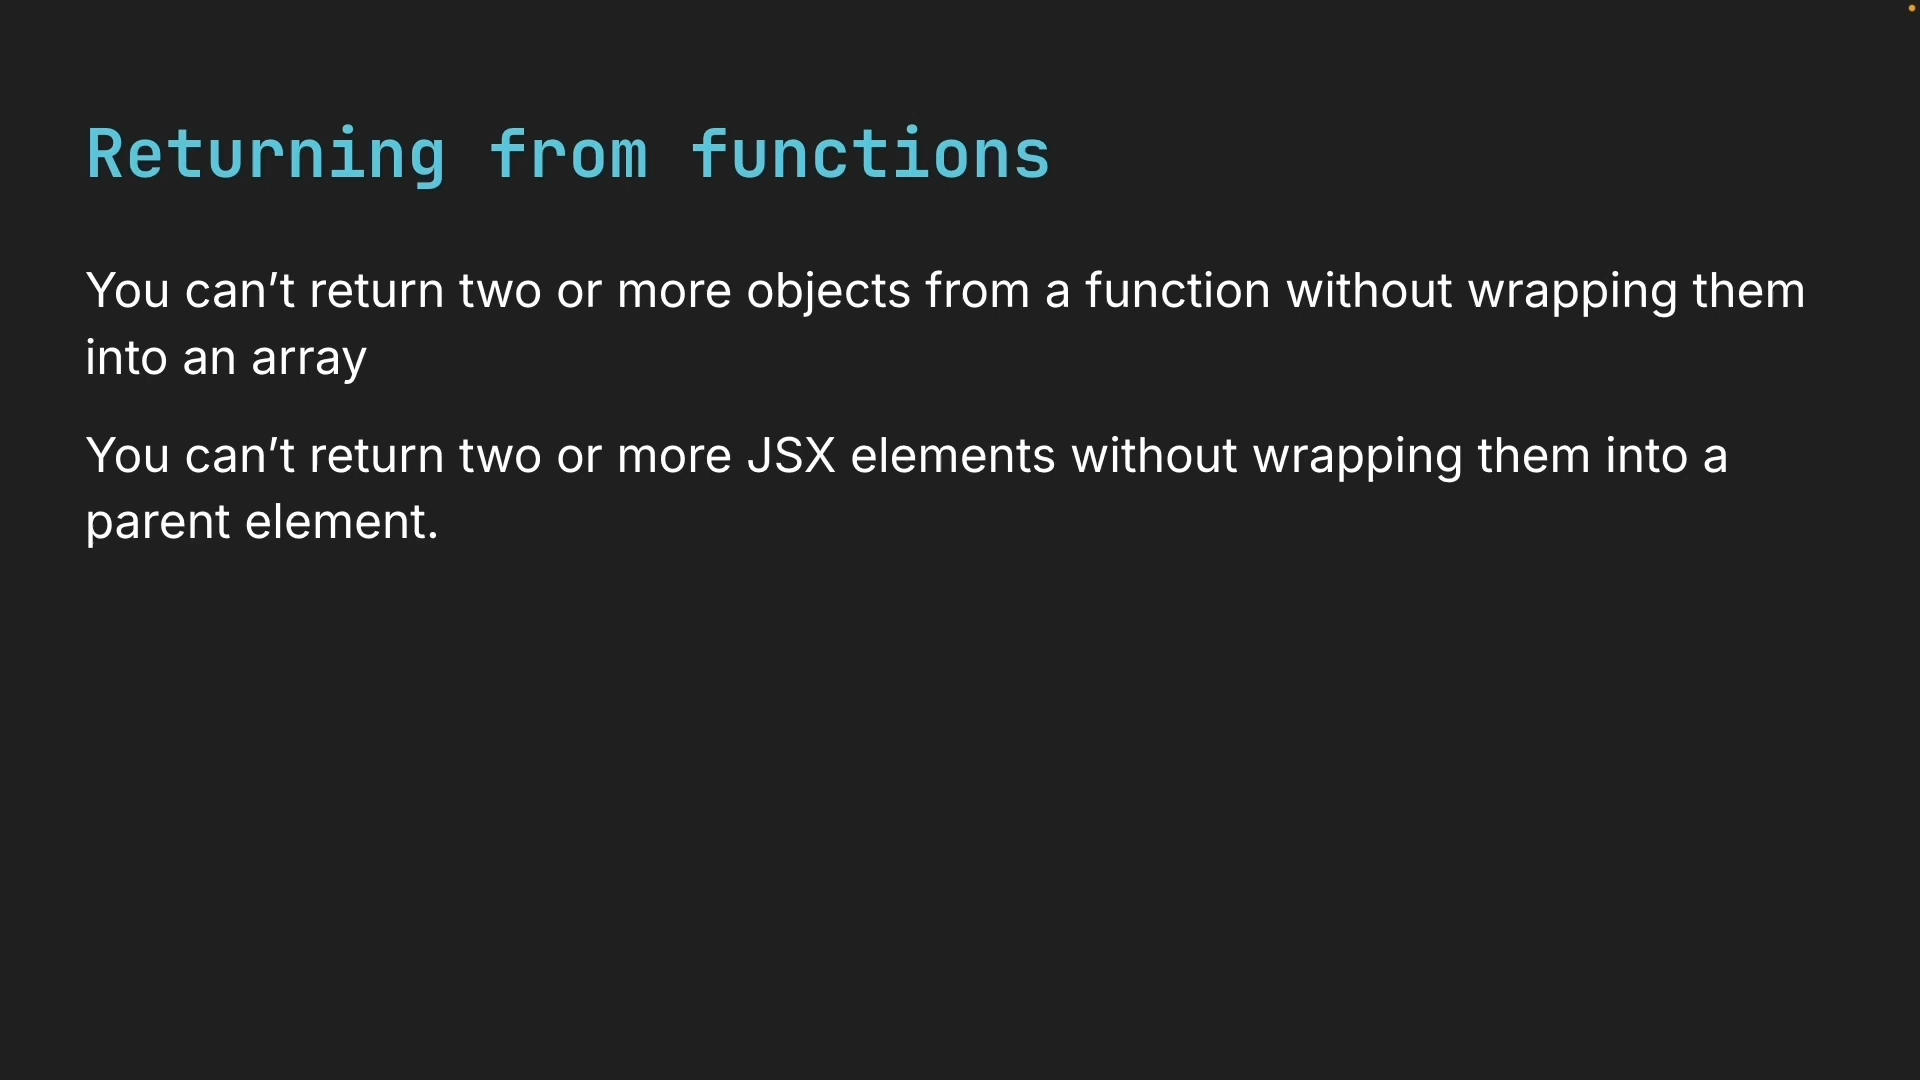 Returning from functions
You can’t return two or more objects from a function without wrapping them
into an array
You can’t return two or more JSX elements without wrapping them into a
parent element.